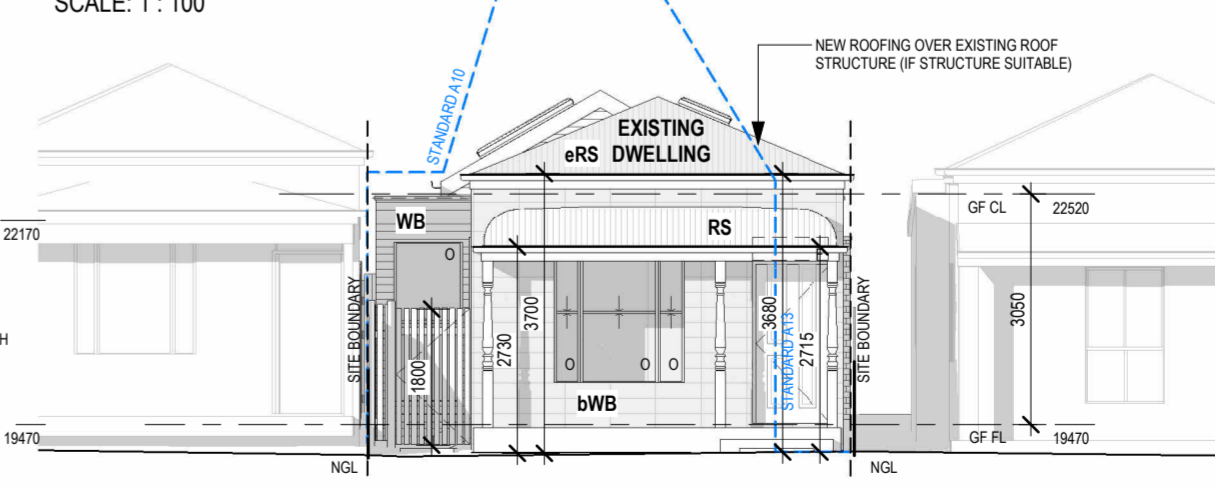 SCALE: 1 : 100
NEW ROOFING OVER EXISTING ROOF
STRUCTURE (IF STRUCTURE SUITABLE)
STANDARD A10
EXISTING
eRS DWELLING
WB
RS
GF CL 22520
22170
SITE BOUNDARY
3700
2730
3680
2715
STANDARD A13
SITE BOUNDARY
3050
H
1800
bWB
19470
GF FL 19470
NGL
NGL